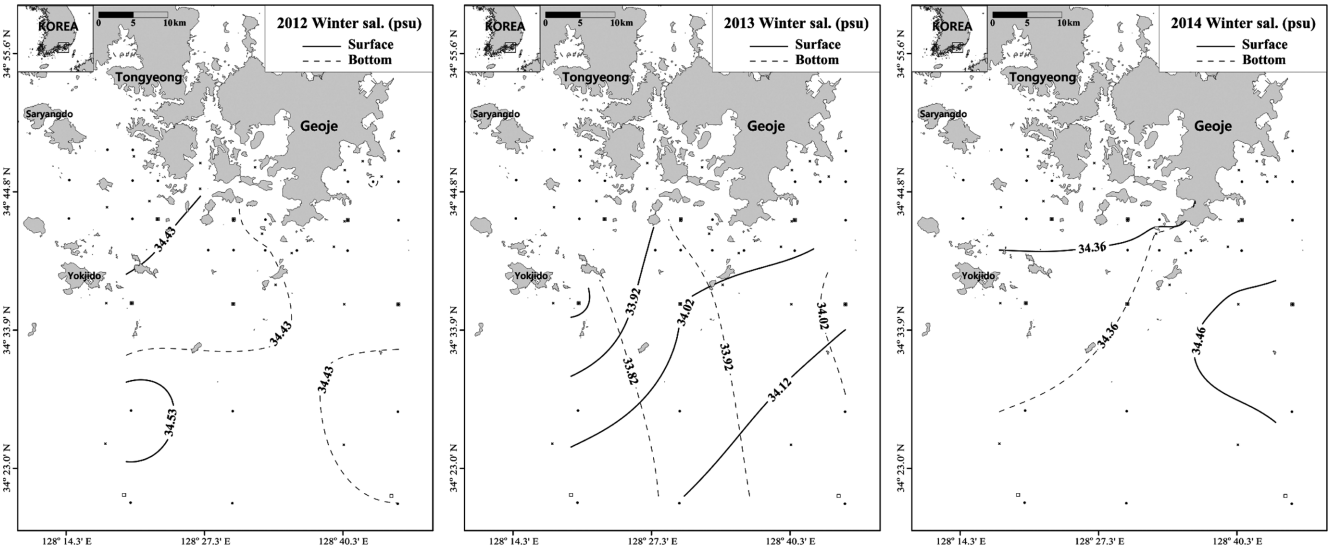 KOREA
0 5 10km
2012 Winter sal. (psu)
Surface
Bottom
Tongyeong
Saryangdo
Geoje
Yokjido
34.43
34.43
34.43
34.53
34° 55.6' N
34° 44.8' N
34° 33.9' N
34° 23.0' N
128° 14.3' E 128° 27.3' E 128° 40.3' E
KOREA
0 5 10km
2013 Winter sal. (psu)
Surface
Bottom
Tongyeong
Saryangdo
Geoje
Yokjido
33.92
34.02
34.02
33.82
33.92
34.12
34° 55.6' N
34° 44.8' N
34° 33.9' N
34° 23.0' N
128° 14.3' E 128° 27.3' E 128° 40.3' E
KOREA
0 5 10km
2014 Winter sal. (psu)
Surface
Bottom
Tongyeong
Saryangdo
Geoje
Yokjido
34.36
34.36
34.46
34° 55.6' N
34° 44.8' N
34° 33.9' N
34° 23.0' N
128° 14.3' E 128° 27.3' E 128° 40.3' E